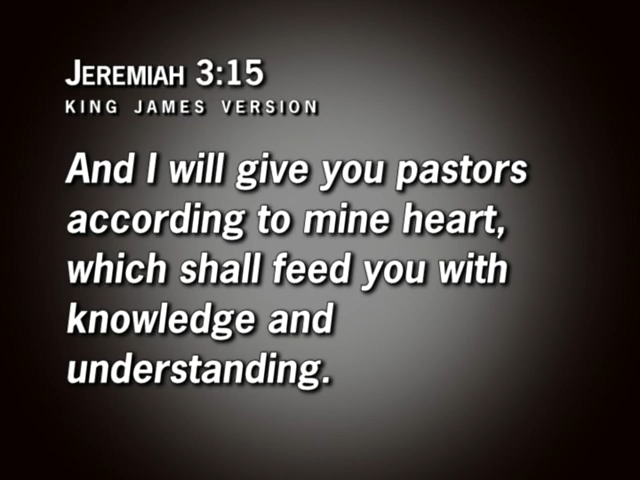 Jeremiah 3:15
KING JAMES VERSION
And I will give you pastors
according to mine heart,
which shall feed you with
knowledge and
understanding.